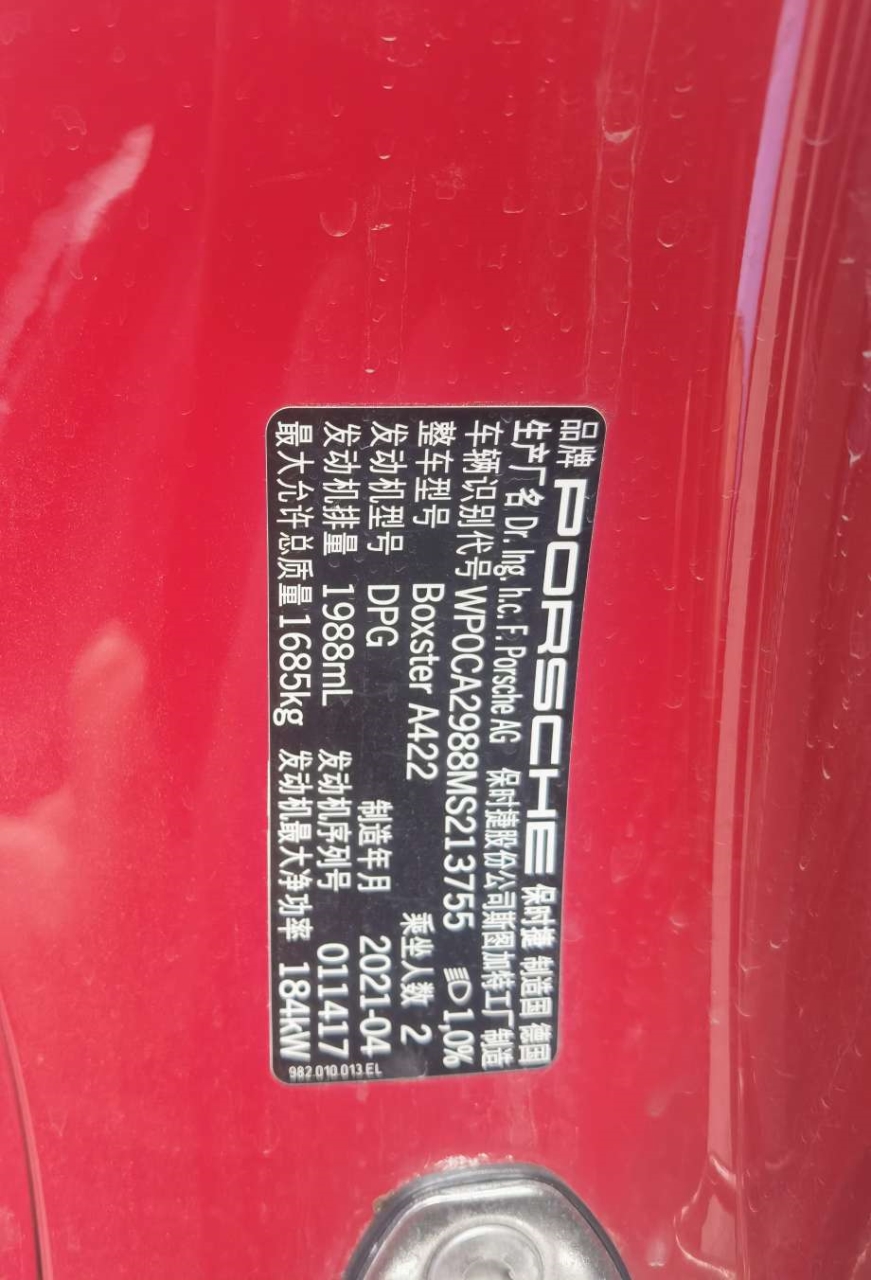 品牌 PORSCHE 保时捷 制造国 德国
生产厂名 Dr. Ing. h.c. F. Porsche AG 保时捷股份公司斯图加特工厂制造
车辆识别代号 WP0CA2988MS213755 1,0%
整车型号 Boxster A422 乘坐人数 2
发动机型号 DPG 制造年月 2021-04
发动机排量 1988mL 发动机序列号 011417
最大允许总质量 1685kg 发动机最大净功率 184kW
982.010.013.EL